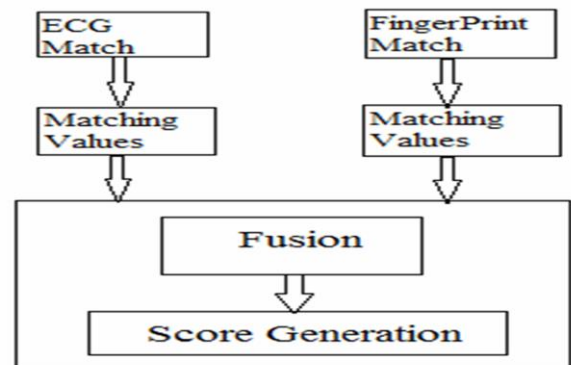 ECG
Match
FingerPrint
Match
Matching
Values
Matching
Values
Fusion
Score Generation